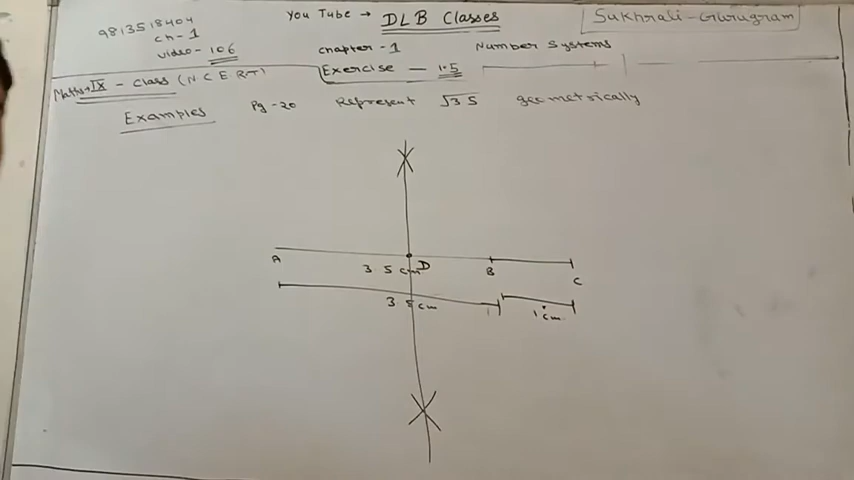 9813518404
ch-1
video-106
You Tube → DLB Classes
Sukhrali-Gurugram
chapter-1
Number Systems
Maths IX - Class (NCERT)
Exercise - 1.5
Examples Pg-20 Represent √3 5 geometrically
A
D
B
C
3 5 cm
3 5 cm
1 cm